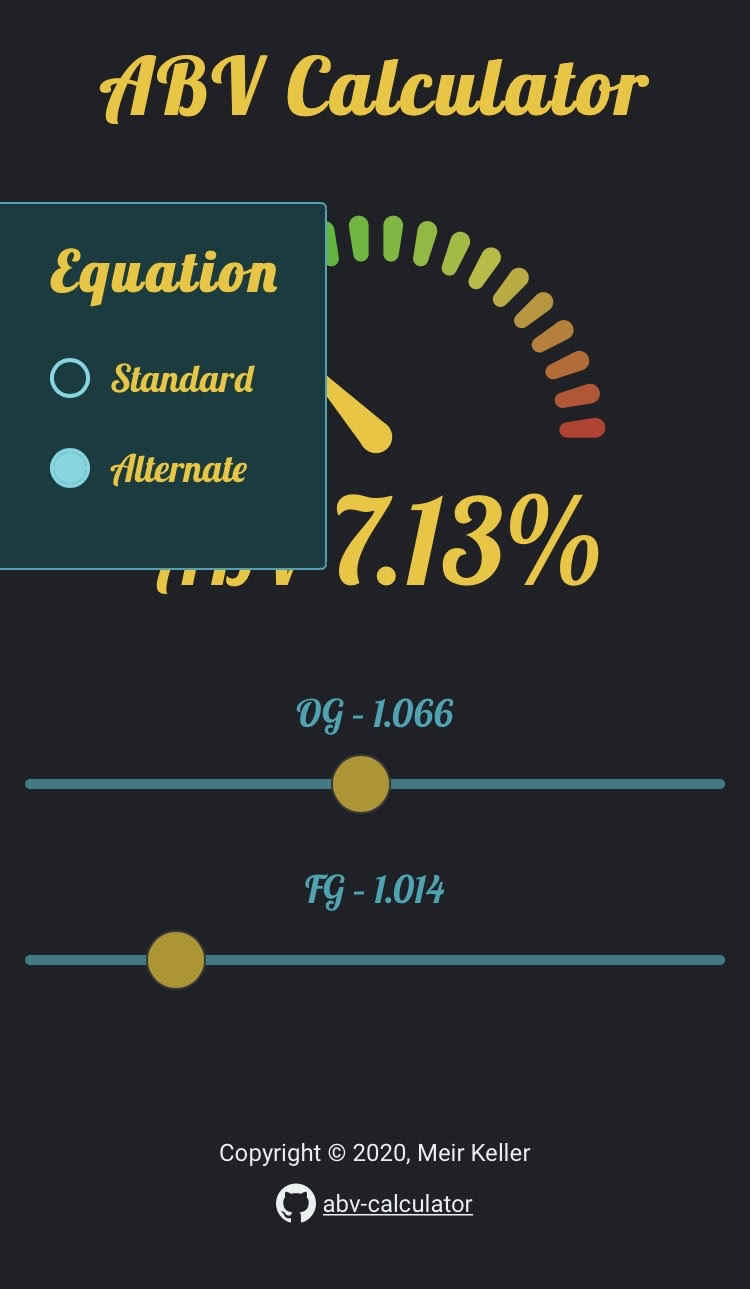 ABV Calculator
Equation
Standard
Alternate
ABV 7.13%
OG - 1.066
FG - 1.014
Copyright © 2020, Meir Keller
abv-calculator